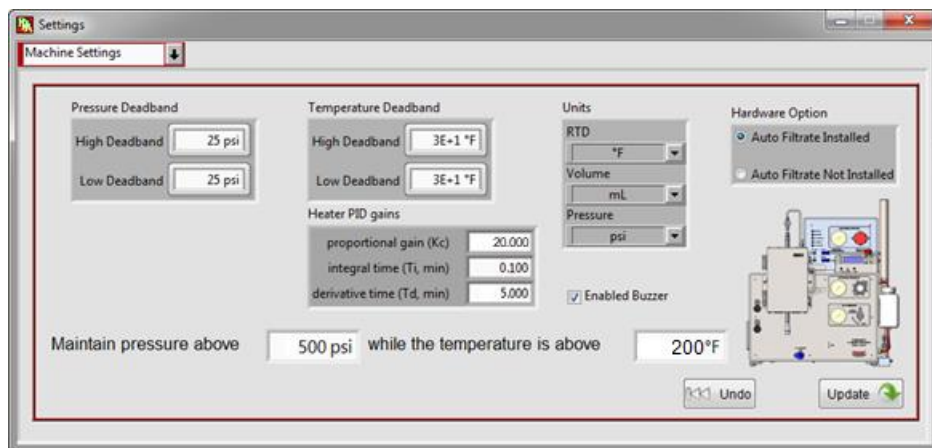 Settings
Machine Settings
Pressure Deadband
High Deadband 25 psi
Low Deadband 25 psi
Temperature Deadband
High Deadband 3E+1 °F
Low Deadband 3E+1 °F
Heater PID gains
proportional gain (Kc) 20.000
integral time (Ti, min) 0.100
derivative time (Td, min) 5.000
Units
RTD
°F
Volume
mL
Pressure
psi
Enabled Buzzer
Hardware Option
Auto Filtrate Installed
Auto Filtrate Not Installed
Maintain pressure above 500 psi while the temperature is above 200°F
Undo
Update